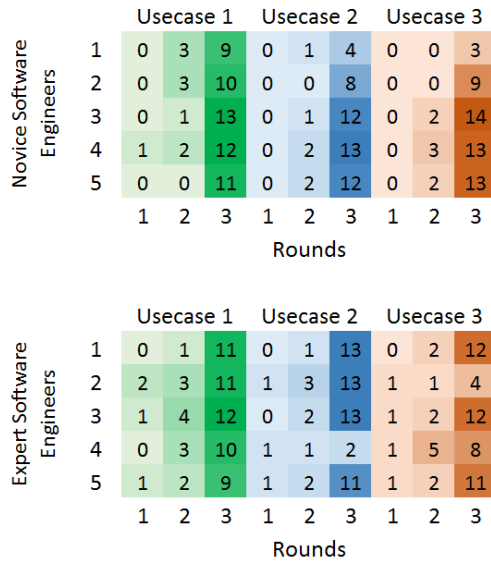 Usecase 1 Usecase 2 Usecase 3
Novice Software Engineers
1 0 3 9 0 1 4 0 0 3
2 0 3 10 0 0 8 0 0 9
3 0 1 13 0 1 12 0 2 14
4 1 2 12 0 2 13 0 3 13
5 0 0 11 0 2 12 0 2 13
1 2 3 1 2 3 1 2 3
Rounds
Usecase 1 Usecase 2 Usecase 3
Expert Software Engineers
1 0 1 11 0 1 13 0 2 12
2 2 3 11 1 3 13 1 1 4
3 1 4 12 0 2 13 1 2 12
4 0 3 10 1 1 2 1 5 8
5 1 2 9 1 2 11 1 2 11
1 2 3 1 2 3 1 2 3
Rounds